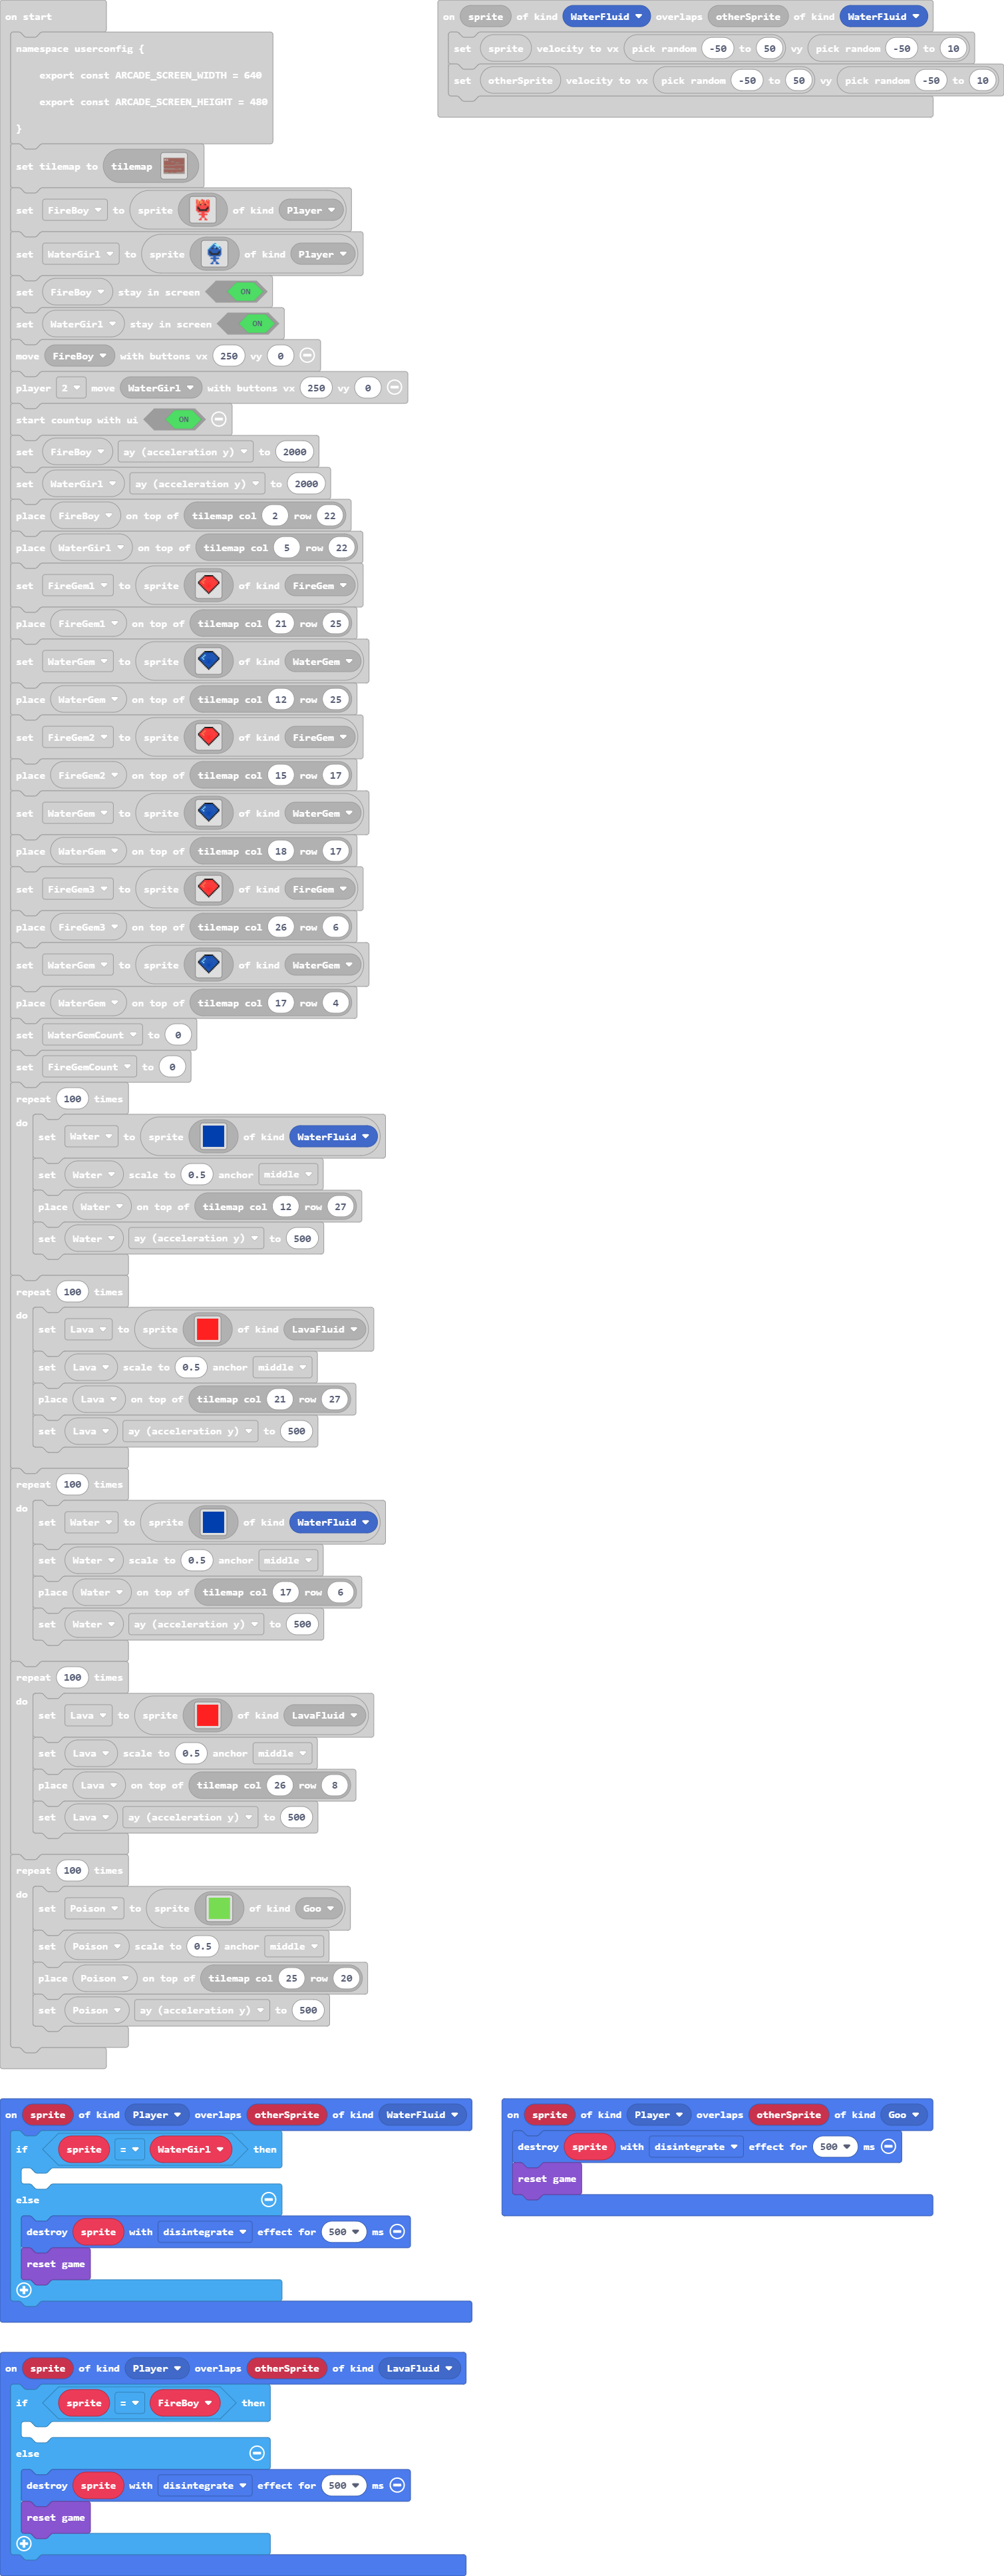 on start
namespace userconfig {
export const ARCADE_SCREEN_WIDTH = 640
export const ARCADE_SCREEN_HEIGHT = 480
}
set tilemap to tilemap
set FireBoy to sprite of kind Player
set WaterGirl to sprite of kind Player
set FireBoy stay in screen ON
set WaterGirl stay in screen ON
move FireBoy with buttons vx 250 vy 0
player 2 move WaterGirl with buttons vx 250 vy 0
start countup with ui ON
set FireBoy ay (acceleration y) to 2000
set WaterGirl ay (acceleration y) to 2000
place FireBoy on top of tilemap col 2 row 22
place WaterGirl on top of tilemap col 5 row 22
set FireGem1 to sprite of kind FireGem
place FireGem1 on top of tilemap col 21 row 25
set WaterGem to sprite of kind WaterGem
place WaterGem on top of tilemap col 12 row 25
set FireGem2 to sprite of kind FireGem
place FireGem2 on top of tilemap col 15 row 17
set WaterGem to sprite of kind WaterGem
place WaterGem on top of tilemap col 18 row 17
set FireGem3 to sprite of kind FireGem
place FireGem3 on top of tilemap col 26 row 6
set WaterGem to sprite of kind WaterGem
place WaterGem on top of tilemap col 17 row 4
set WaterGemCount to 0
set FireGemCount to 0
repeat 100 times
do
set Water to sprite of kind WaterFluid
set Water scale to 0.5 anchor middle
place Water on top of tilemap col 12 row 27
set Water ay (acceleration y) to 500
repeat 100 times
do
set Lava to sprite of kind LavaFluid
set Lava scale to 0.5 anchor middle
place Lava on top of tilemap col 21 row 27
set Lava ay (acceleration y) to 500
repeat 100 times
do
set Water to sprite of kind WaterFluid
set Water scale to 0.5 anchor middle
place Water on top of tilemap col 17 row 6
set Water ay (acceleration y) to 500
repeat 100 times
do
set Lava to sprite of kind LavaFluid
set Lava scale to 0.5 anchor middle
place Lava on top of tilemap col 26 row 8
set Lava ay (acceleration y) to 500
repeat 100 times
do
set Poison to sprite of kind Goo
set Poison scale to 0.5 anchor middle
place Poison on top of tilemap col 25 row 20
set Poison ay (acceleration y) to 500
on sprite of kind WaterFluid overlaps otherSprite of kind WaterFluid
set sprite velocity to vx pick random -50 to 50 vy pick random -50 to 10
set otherSprite velocity to vx pick random -50 to 50 vy pick random -50 to 10
on sprite of kind Player overlaps otherSprite of kind WaterFluid
if sprite = WaterGirl then
else
destroy sprite with disintegrate effect for 500 ms
reset game
on sprite of kind Player overlaps otherSprite of kind Goo
destroy sprite with disintegrate effect for 500 ms
reset game
on sprite of kind Player overlaps otherSprite of kind LavaFluid
if sprite = FireBoy then
else
destroy sprite with disintegrate effect for 500 ms
reset game